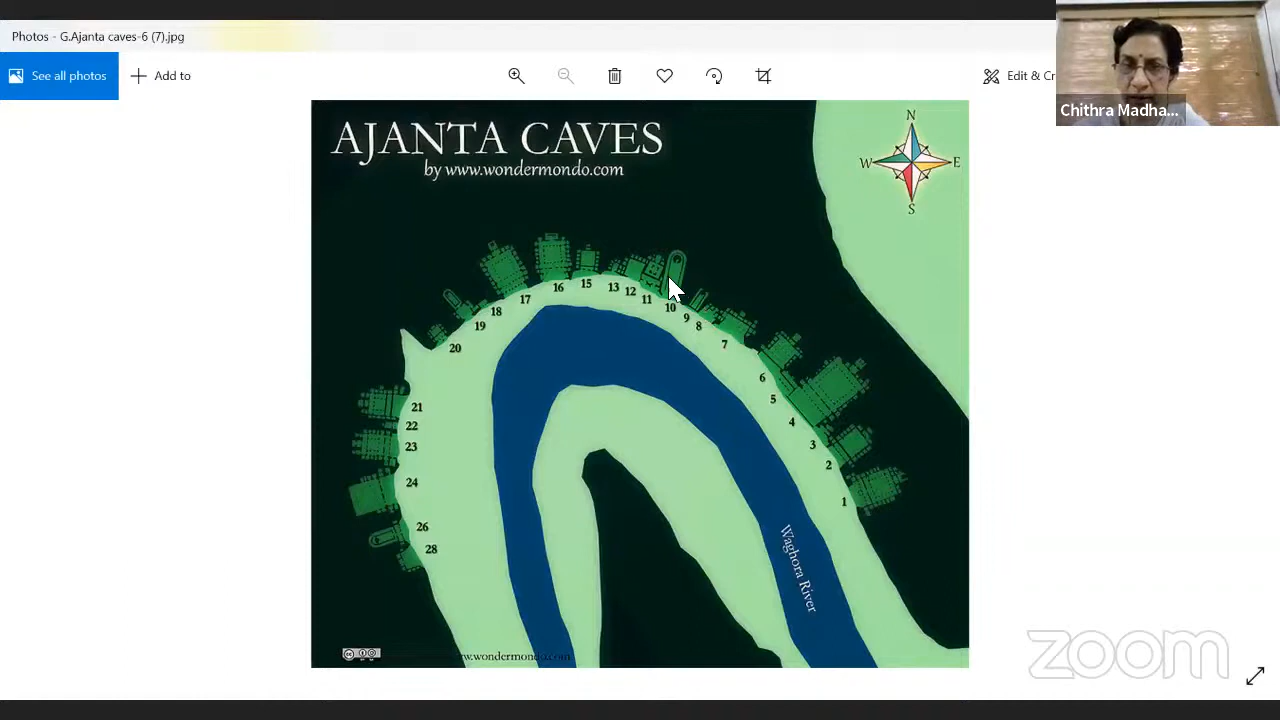 Photos - G.Ajanta caves-6 (7).jpg
See all photos
Add to
Edit & Cr
Chithra Madha...
AJANTA CAVES
by www.wondermondo.com
N
W
E
S
1
2
3
4
5
6
7
8
9
10
11
12
13
15
16
17
18
19
20
21
22
23
24
26
28
Waghora River
w.wondermondo.com
zoom